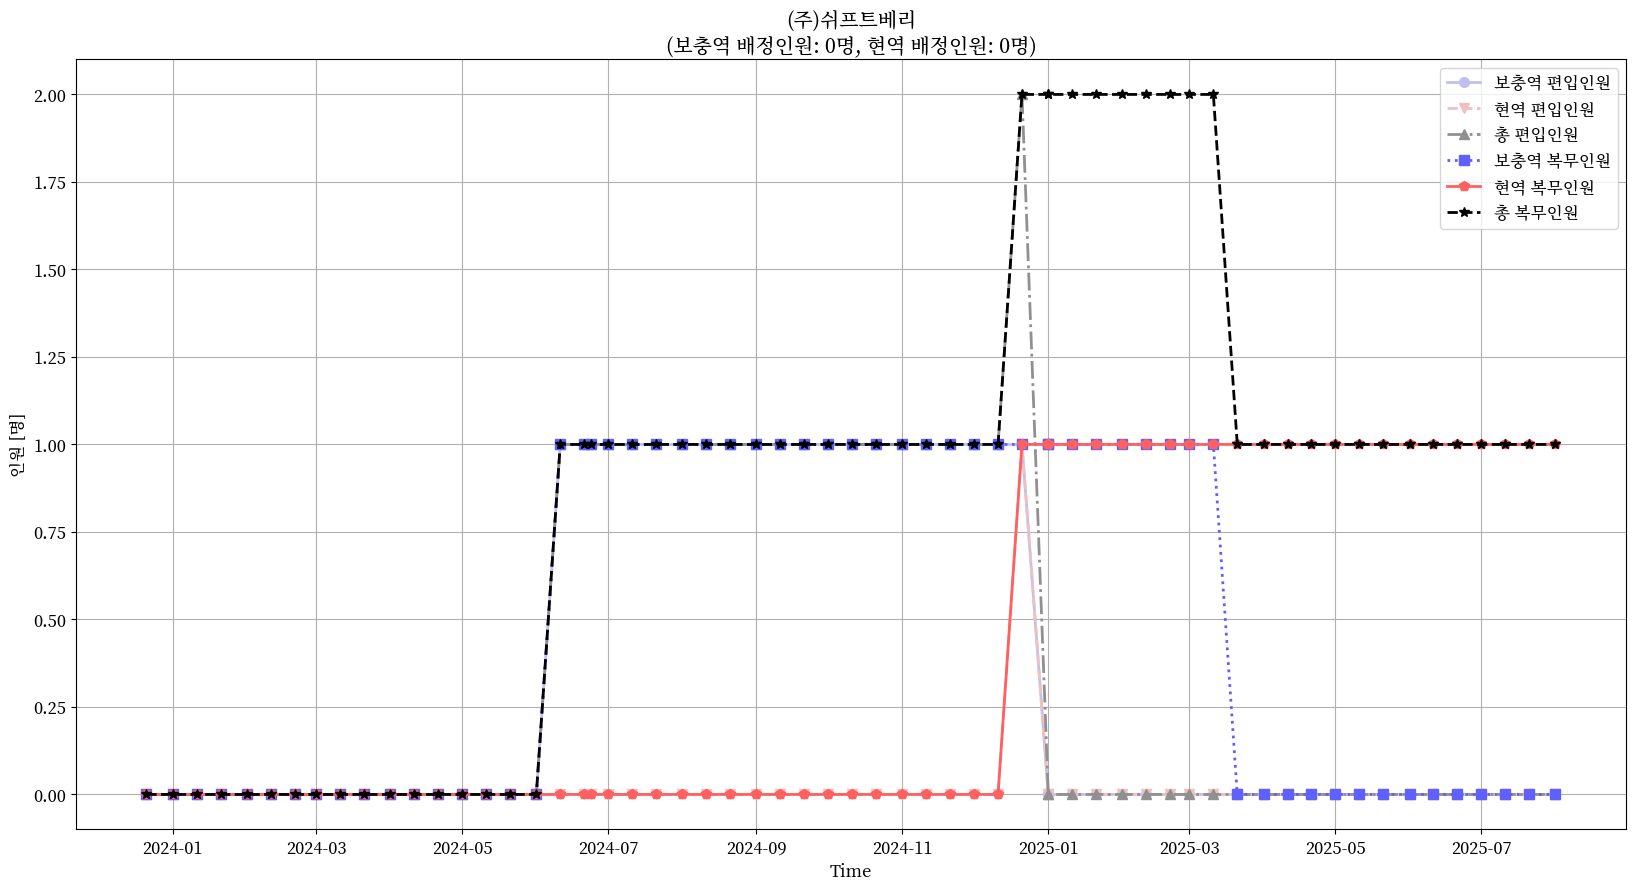 (주)쉬프트베리
(보충역 배정인원: 0명, 현역 배정인원: 0명)
2.00
1.75
1.50
1.25
1.00
0.75
0.50
0.25
0.00
인원 [명]
보충역 편입인원
현역 편입인원
총 편입인원
보충역 복무인원
현역 복무인원
총 복무인원
2024-01
2024-03
2024-05
2024-07
2024-09
2024-11
2025-01
2025-03
2025-05
2025-07
Time